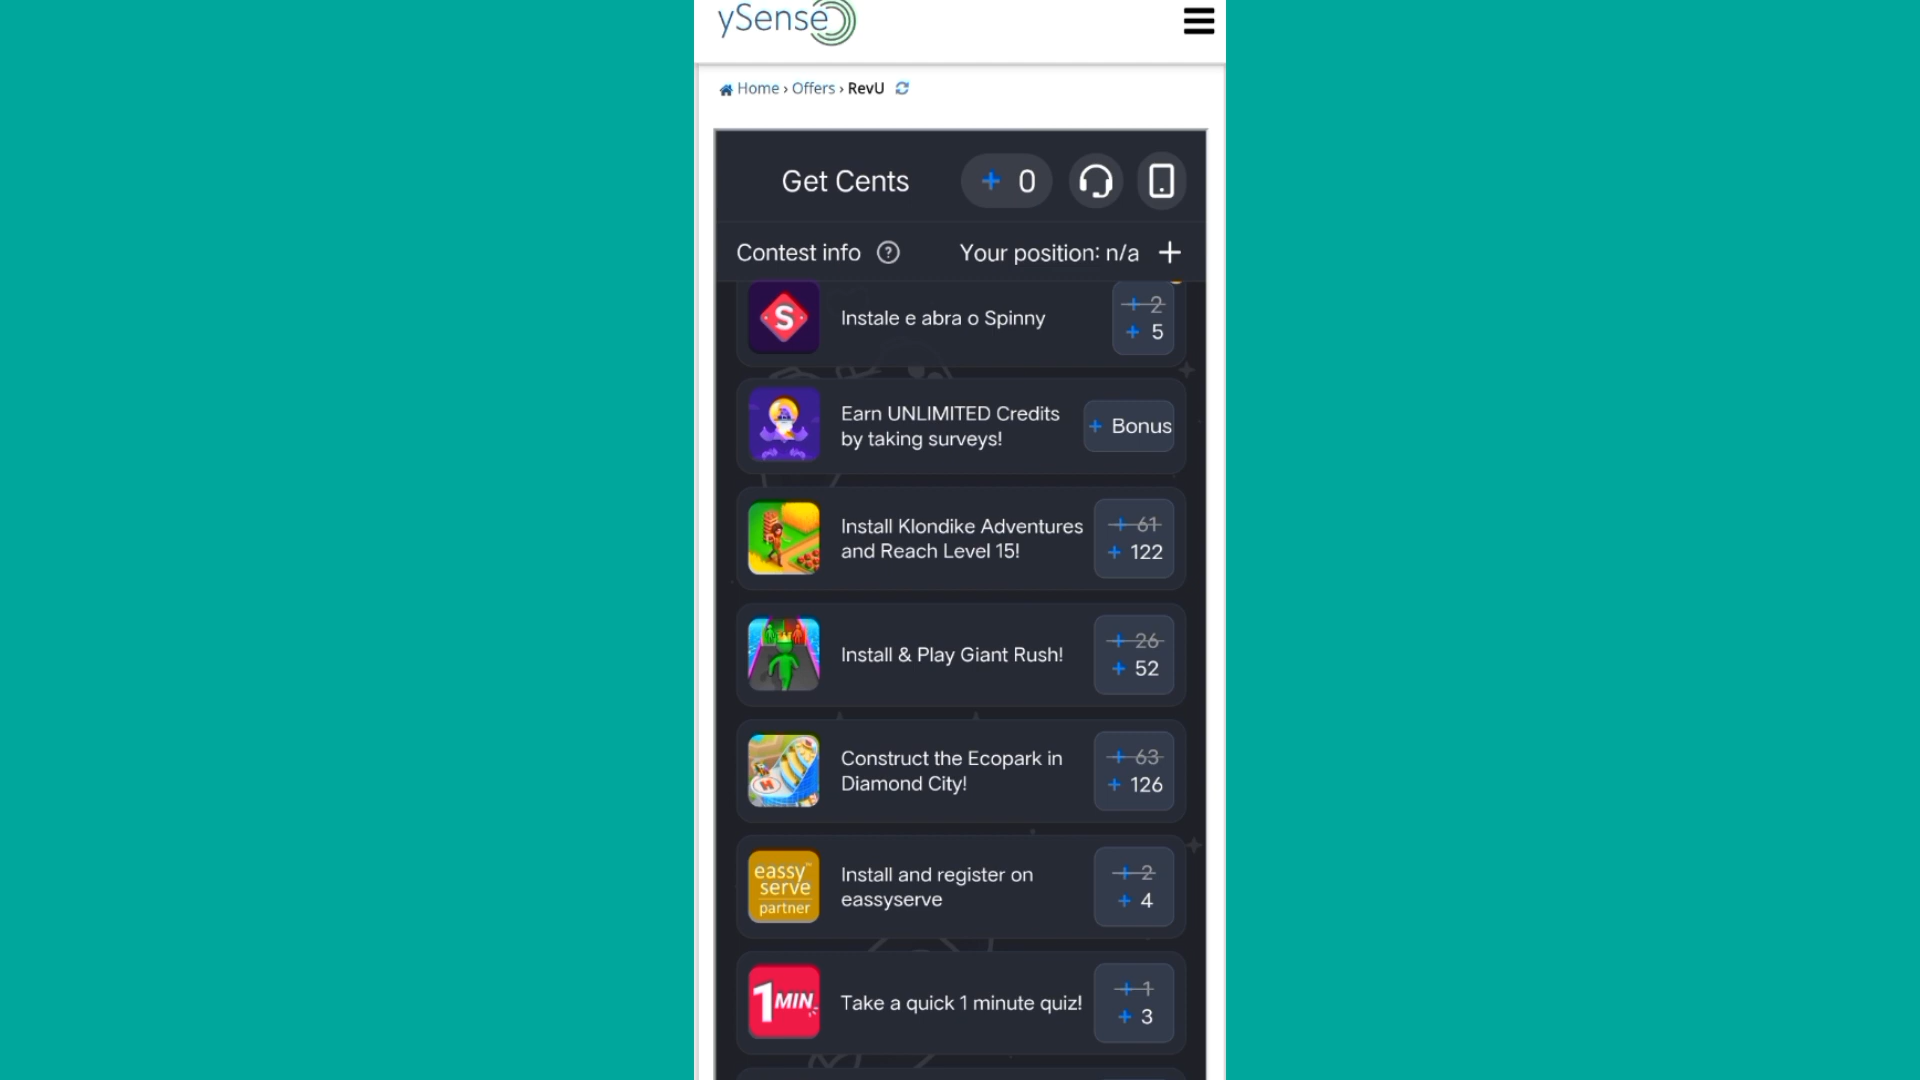 ySense
Home › Offers › RevU
Get Cents
+ 0
Contest info ?
Your position: n/a +
S
Instale e abra o Spinny
+ 2
+ 5
Earn UNLIMITED Credits
by taking surveys!
+ Bonus
Install Klondike Adventures
and Reach Level 15!
+ 61
+ 122
Install & Play Giant Rush!
+ 26
+ 52
H
Construct the Ecopark in
Diamond City!
+ 63
+ 126
eassy™
serve
partner
Install and register on
eassyserve
+ 2
+ 4
1 MIN
Take a quick 1 minute quiz!
+ 1
+ 3